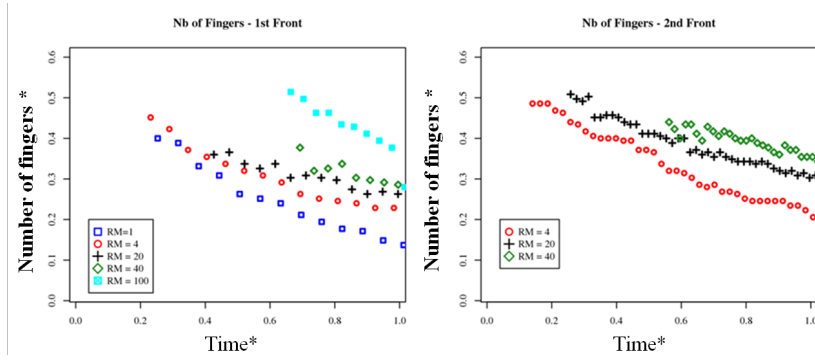 Nb of Fingers - 1st Front
Number of fingers *
0.6
0.5
0.4
0.3
0.2
0.1
0.0
RM=1
RM = 4
RM = 20
RM = 40
RM = 100
0.0 0.2 0.4 0.6 0.8 1.0
Time*
Nb of Fingers - 2nd Front
Number of fingers *
0.6
0.5
0.4
0.3
0.2
0.1
0.0
RM = 4
RM = 20
RM = 40
0.0 0.2 0.4 0.6 0.8 1.0
Time*